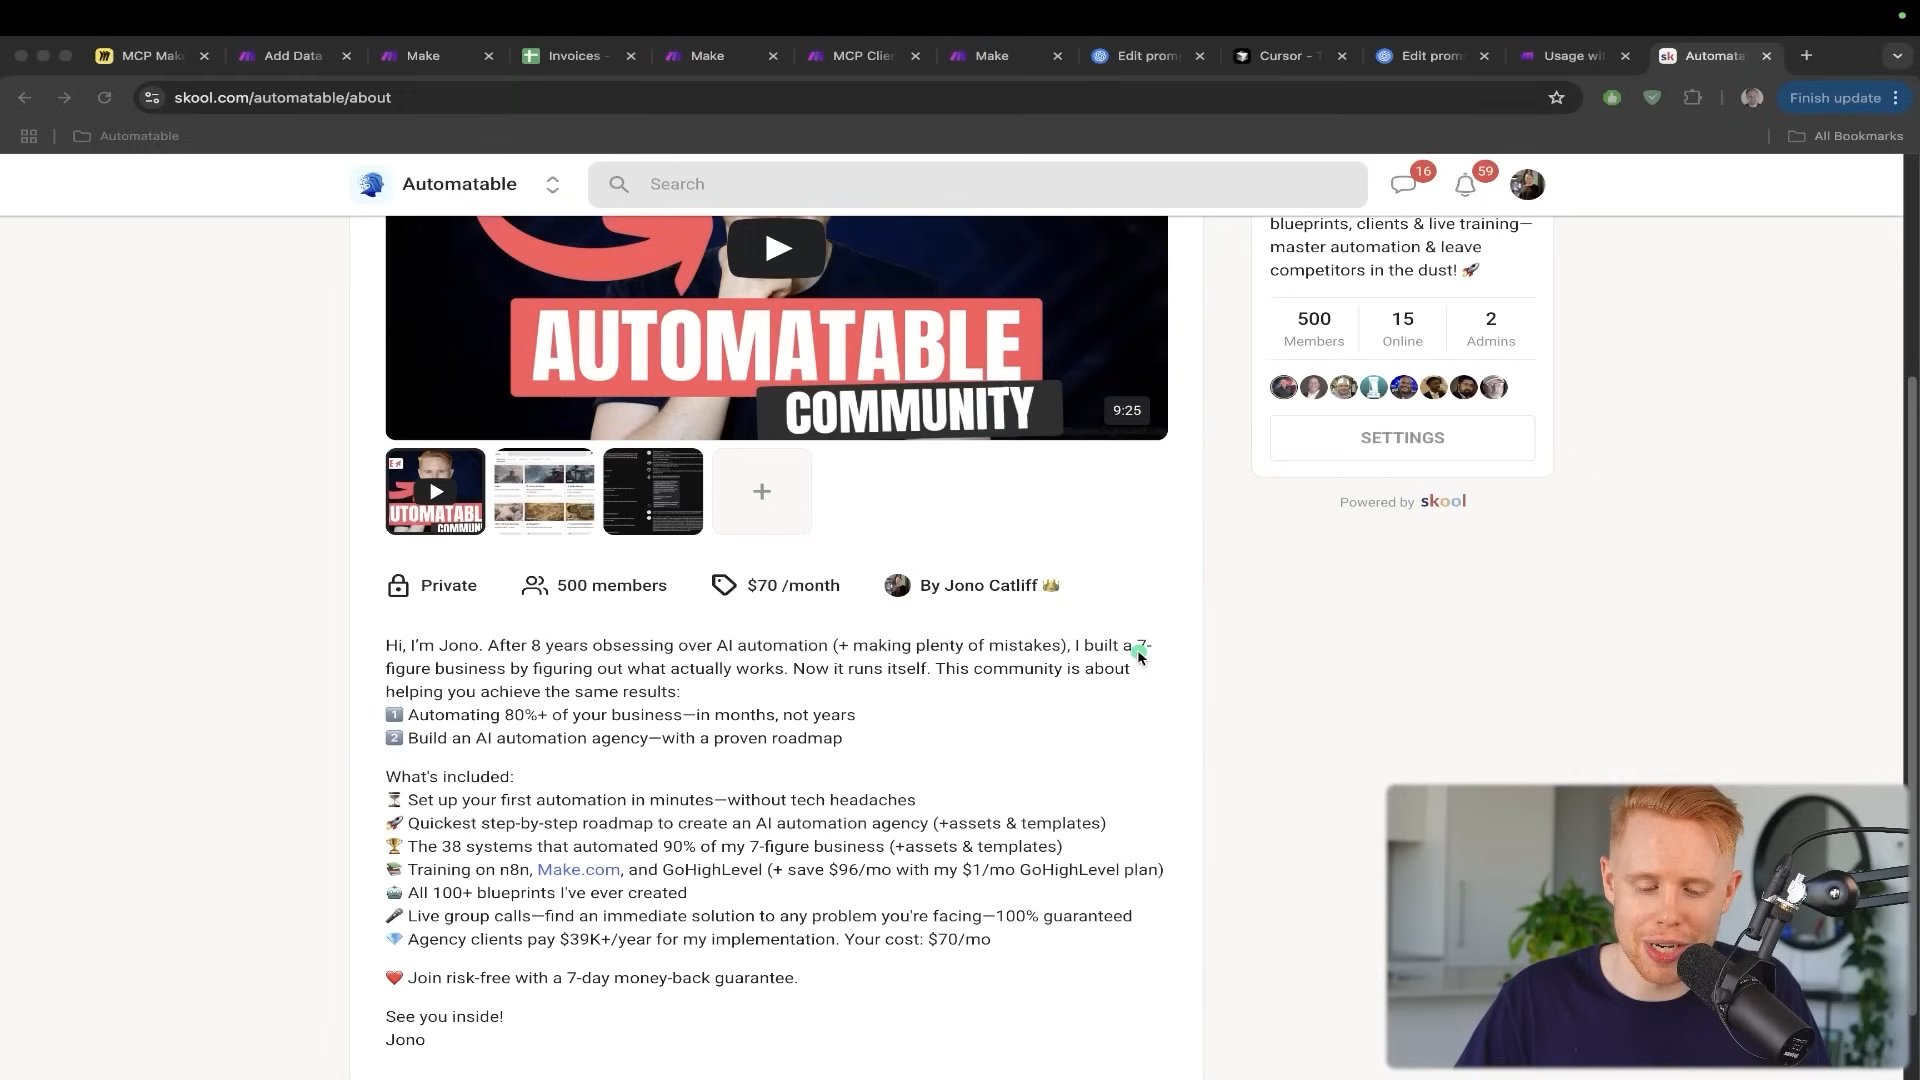 MCP Mak
Add Data
Make
Invoices -
Make
MCP Clie
Make
Edit prom
Cursor - T
Edit prom
Usage wit
sk Automata
skool.com/automatable/about
Finish update
Automatable
All Bookmarks
Automatable
Search
16
59
AUTOMATABLE
COMMUNITY
9:25
blueprints, clients & live training—
master automation & leave
competitors in the dust! 🚀
500 15 2
Members Online Admins
SETTINGS
Powered by skool
UTOMATABL
COMMUN
Private 500 members $70 /month By Jono Catliff 👑
Hi, I’m Jono. After 8 years obsessing over AI automation (+ making plenty of mistakes), I built a 7-
figure business by figuring out what actually works. Now it runs itself. This community is about
helping you achieve the same results:
1️⃣ Automating 80%+ of your business—in months, not years
2️⃣ Build an AI automation agency—with a proven roadmap
What's included:
⏳ Set up your first automation in minutes—without tech headaches
🚀 Quickest step-by-step roadmap to create an AI automation agency (+assets & templates)
🏆 The 38 systems that automated 90% of my 7-figure business (+assets & templates)
📚 Training on n8n, Make.com, and GoHighLevel (+ save $96/mo with my $1/mo GoHighLevel plan)
🤖 All 100+ blueprints I've ever created
🎤 Live group calls—find an immediate solution to any problem you're facing—100% guaranteed
💎 Agency clients pay $39K+/year for my implementation. Your cost: $70/mo
❤️ Join risk-free with a 7-day money-back guarantee.
See you inside!
Jono